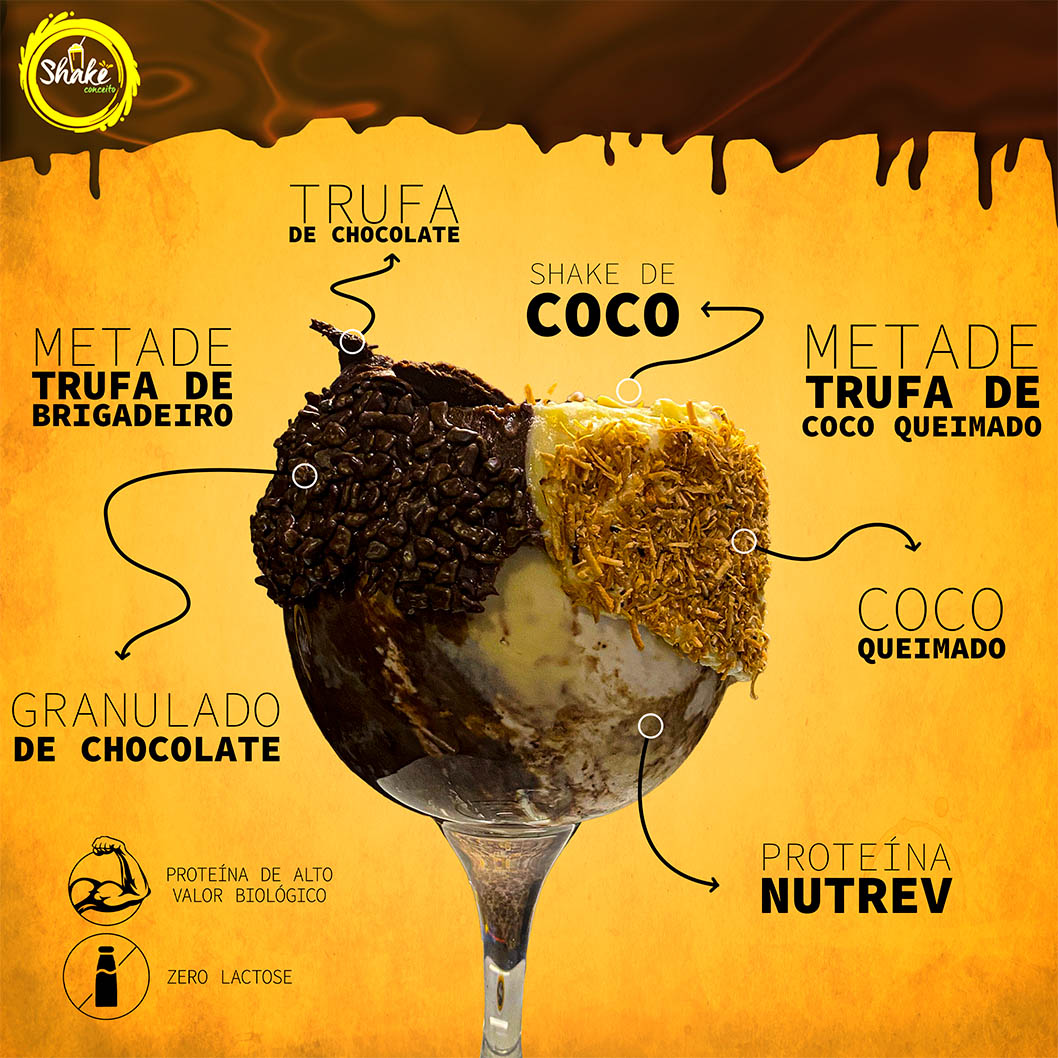 Shake
conceito
TRUFA
DE CHOCOLATE
SHAKE DE
COCO
METADE
TRUFA DE
BRIGADEIRO
METADE
TRUFA DE
COCO QUEIMADO
COCO
QUEIMADO
GRANULADO
DE CHOCOLATE
PROTEÍNA
NUTREV
PROTEÍNA DE ALTO
VALOR BIOLÓGICO
ZERO LACTOSE